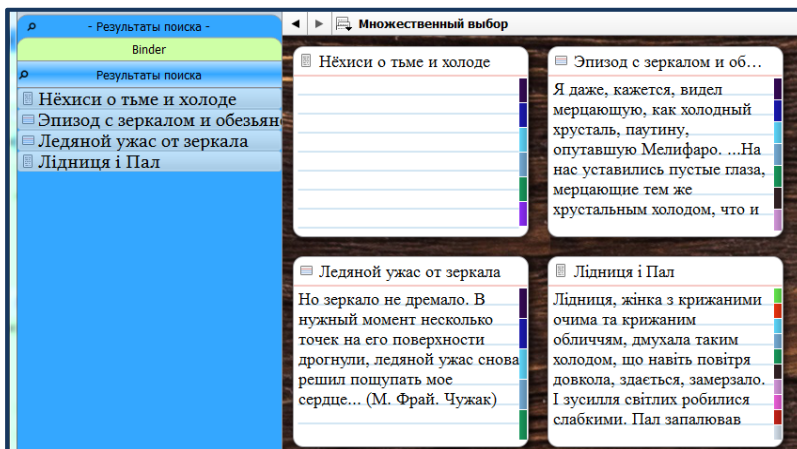 - Результаты поиска -
Binder
Результаты поиска
Нёхиси о тьме и холоде
Эпизод с зеркалом и обезьян
Ледяной ужас от зеркала
Лідниця і Пал
Множественный выбор
Нёхиси о тьме и холоде
Эпизод с зеркалом и об...
Я даже, кажется, видел
мерцающую, как холодный
хрусталь, паутину,
опутавшую Мелифаро. ...На
нас уставились пустые глаза,
мерцающие тем же
хрустальным холодом, что и
Ледяной ужас от зеркала
Но зеркало не дремало. В
нужный момент несколько
точек на его поверхности
дрогнули, ледяной ужас снова
решил пощупать мое
сердце... (М. Фрай. Чужак)
Лідниця і Пал
Лідниця, жінка з крижаними
очима та крижаним
обличчям, дмухала таким
холодом, що навіть повітря
довкола, здається, замерзало.
І зусилля світлих робилися
слабкими. Пал запалював